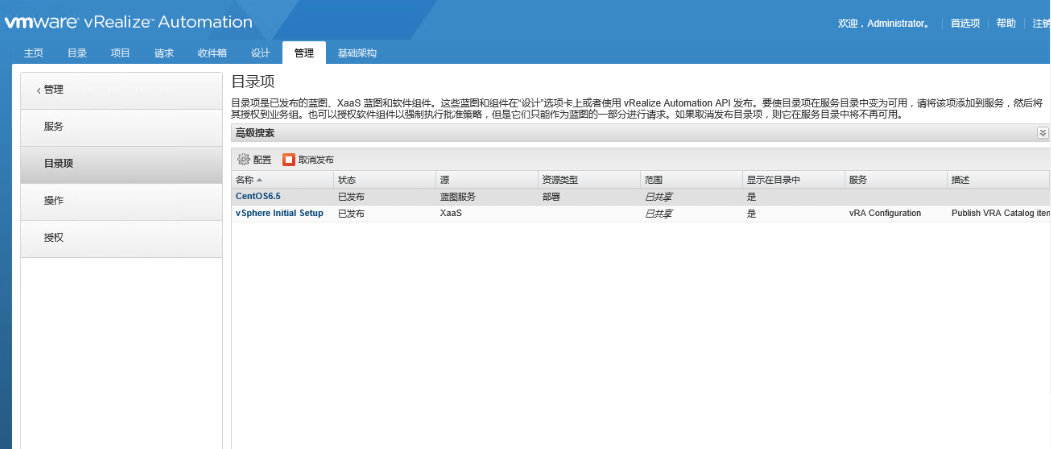 vmware vRealize Automation
欢迎，Administrator。 首选项 帮助 注销
主页 目录 项目 请求 收件箱 设计 管理 基础架构
‹ 管理
服务
目录项
操作
授权
目录项
目录项是已发布的蓝图、XaaS 蓝图和软件组件。这些蓝图和组件在“设计”选项卡上或者使用 vRealize Automation API 发布。要使目录项在服务目录中变为可用，请将该项添加到服务，然后将
其授权到业务组。也可以授权软件组件以强制执行批准策略，但是它们只能作为蓝图的一部分进行请求。如果取消发布目录项，则它在服务目录中将不再可用。
高级搜索
配置 取消发布
名称 状态 源 资源类型 范围 显示在目录中 服务 描述
CentOS6.5 已发布 蓝图服务 部署 已共享 是
vSphere Initial Setup 已发布 XaaS 已共享 是 vRA Configuration Publish VRA Catalog iten